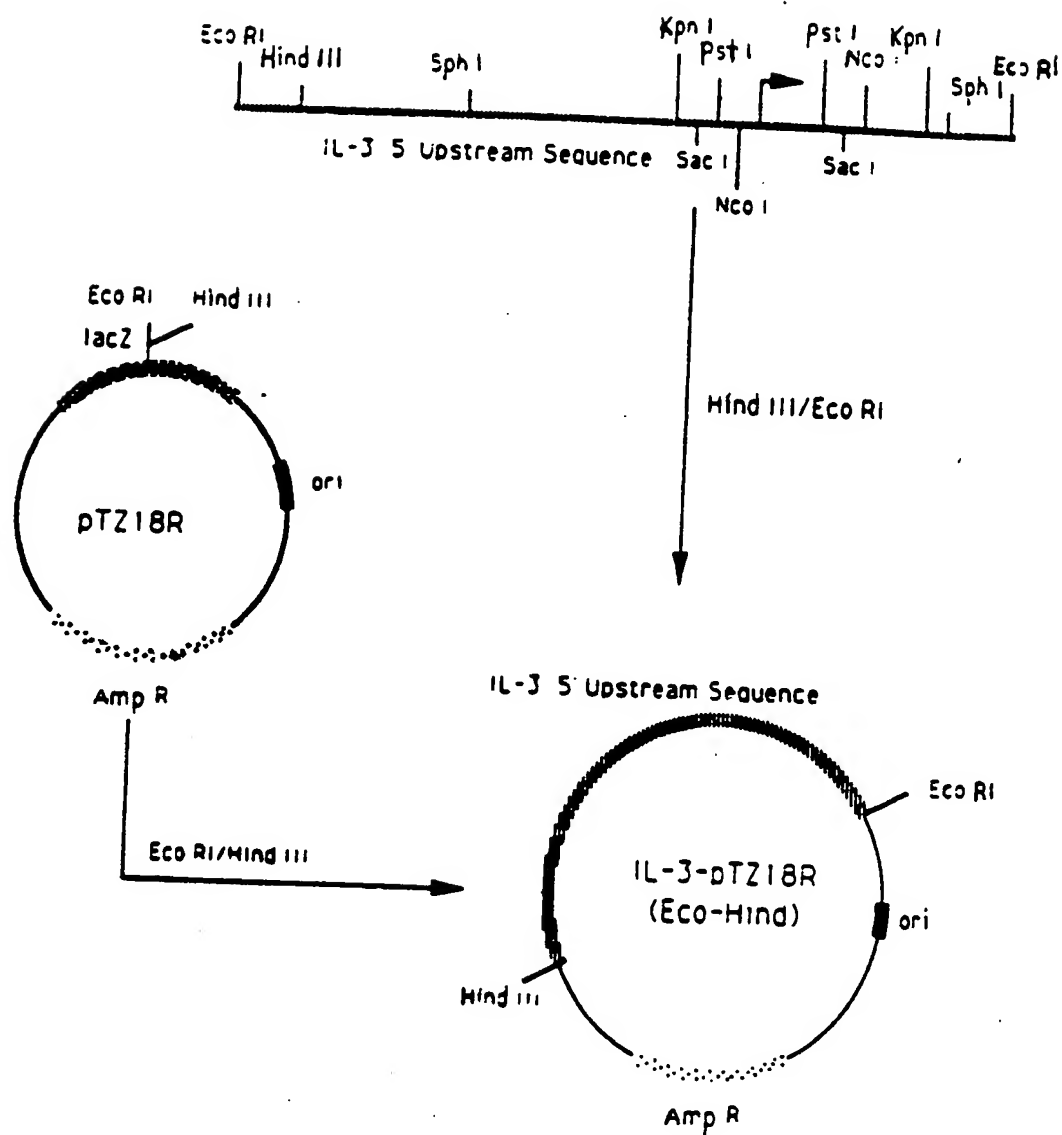 Eco RI
Hind III
Sph I
Kpn I
Pst I
Pst I
Nco I
Kpn I
Sph I
Eco RI
IL-3 5' Upstream Sequence
Sac I
Nco I
Sac I
Eco RI
Hind III
lacZ
ori
pTZ18R
Amp R
Hind III/Eco RI
Eco RI/Hind III
IL-3 5' Upstream Sequence
Eco RI
IL-3-pTZ18R
(Eco-Hind)
ori
Hind III
Amp R